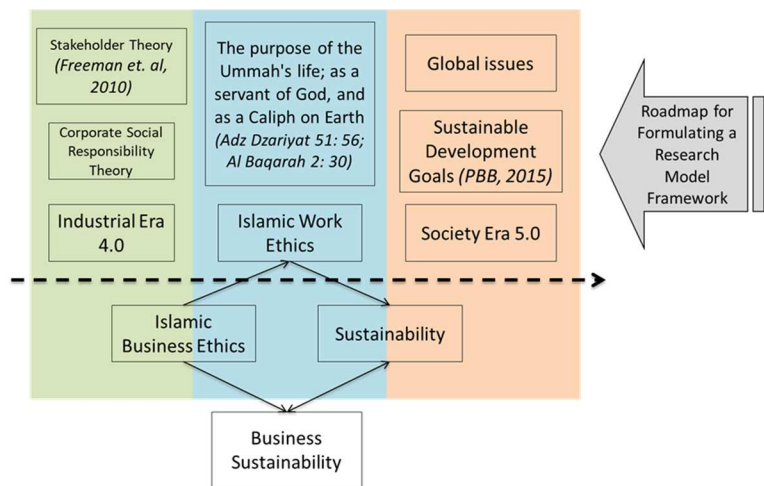 Stakeholder Theory
(Freeman et. al,
2010)
Corporate Social
Responsibility
Theory
Industrial Era
4.0
The purpose of the
Ummah's life; as a
servant of God, and
as a Caliph on Earth
(Adz Dzariyat 51: 56;
Al Baqarah 2: 30)
Islamic Work
Ethics
Global issues
Sustainable
Development
Goals (PBB, 2015)
Society Era 5.0
Roadmap for
Formulating a
Research
Model
Framework
Islamic
Business Ethics
Sustainability
Business
Sustainability